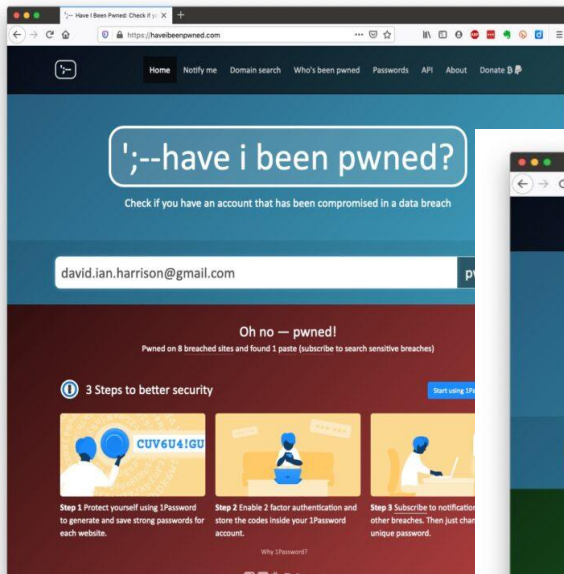 ';-- Have I Been Pwned: Check if yo
https://haveibeenpwned.com
';--
Home Notify me Domain search Who's been pwned Passwords API About Donate
';--have i been pwned?
Check if you have an account that has been compromised in a data breach
david.ian.harrison@gmail.com
Oh no — pwned!
Pwned on 8 breached sites and found 1 paste (subscribe to search sensitive breaches)
3 Steps to better security
Start using 1Pa
CUV6U4!GU
Step 1 Protect yourself using 1Password
to generate and save strong passwords for
each website.
Step 2 Enable 2 factor authentication and
store the codes inside your 1Password
account.
Step 3 Subscribe to notification
other breaches. Then just chan
unique password.
Why 1Password?